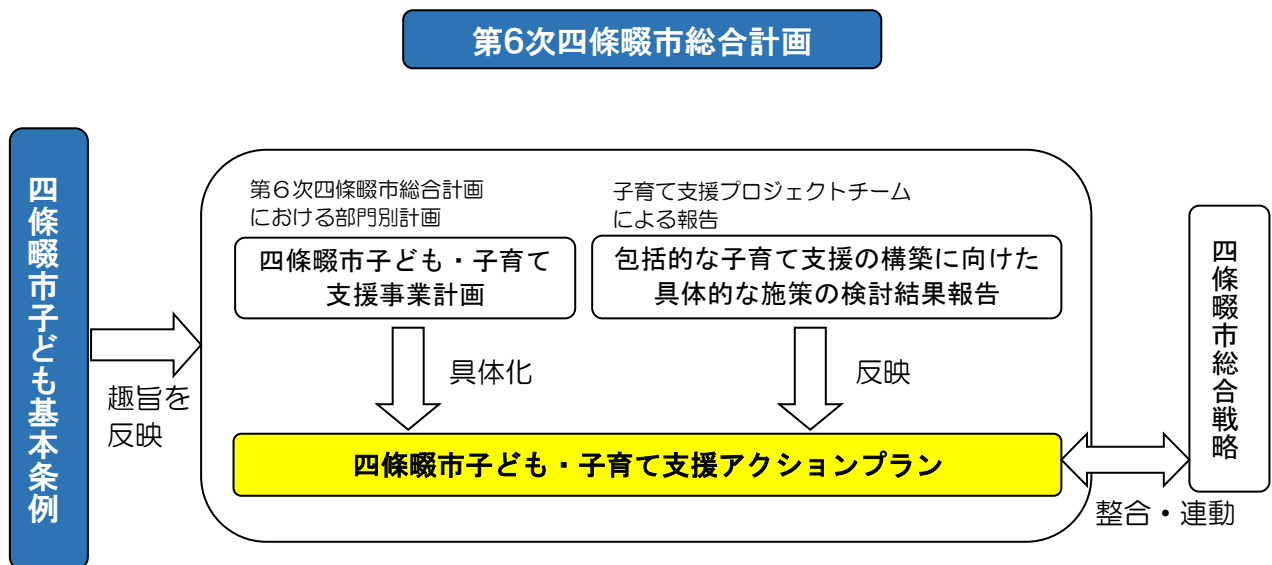 第6次四條畷市総合計画
四條畷市子ども基本条例
趣旨を
反映
第６次四條畷市総合計画
における部門別計画
四條畷市子ども・子育て
支援事業計画
子育て支援プロジェクトチーム
による報告
包括的な子育て支援の構築に向けた
具体的な施策の検討結果報告
具体化
反映
四條畷市子ども・子育て支援アクションプラン
整合・連動
四條畷市総合戦略